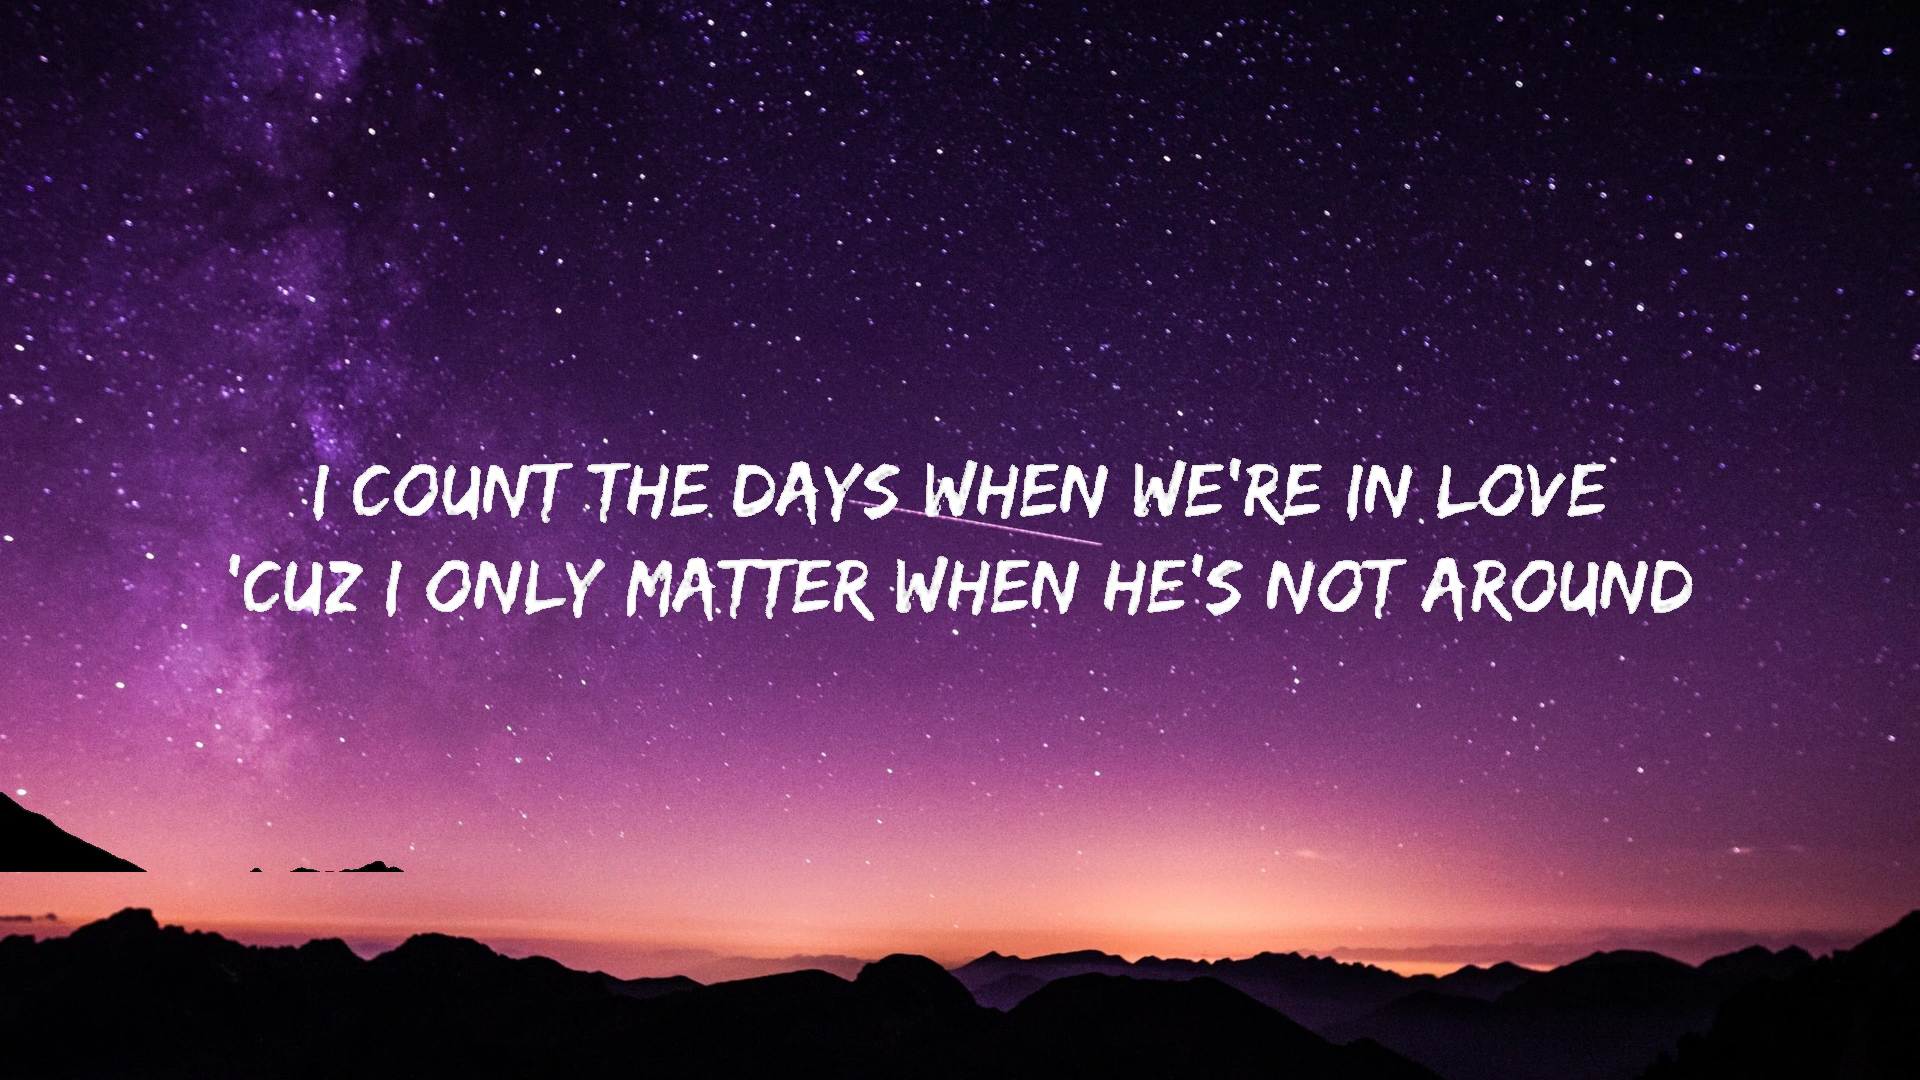 I COUNT THE DAYS WHEN WE'RE IN LOVE
'CUZ I ONLY MATTER WHEN HE'S NOT AROUND